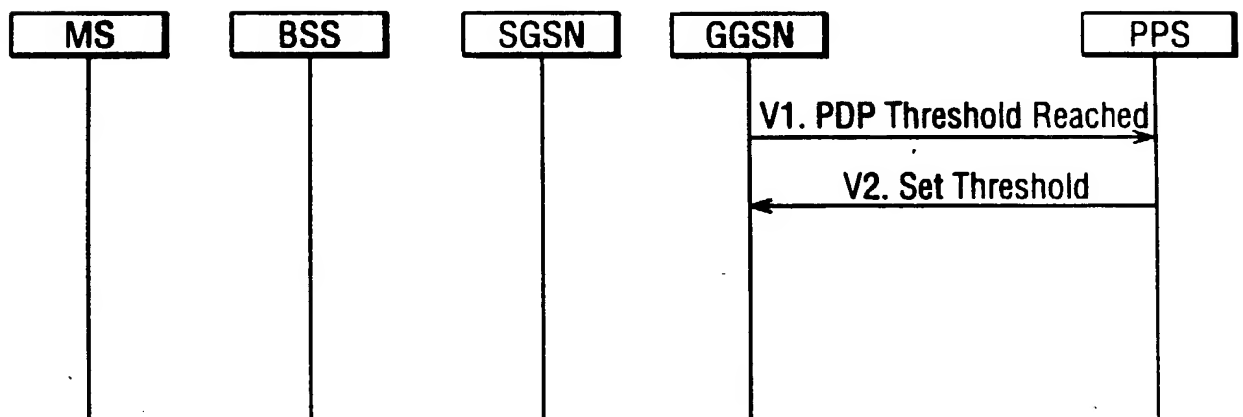 MS BSS SGSN GGSN PPS
V1. PDP Threshold Reached
V2. Set Threshold